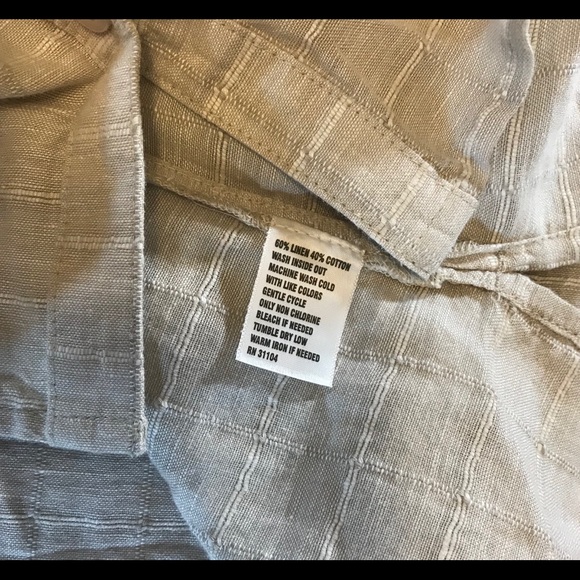 60% LINEN 40% COTTON
WASH INSIDE OUT
MACHINE WASH COLD
WITH LIKE COLORS
GENTLE CYCLE
ONLY NON CHLORINE
BLEACH IF NEEDED
TUMBLE DRY LOW
WARM IRON IF NEEDED
RN 31104